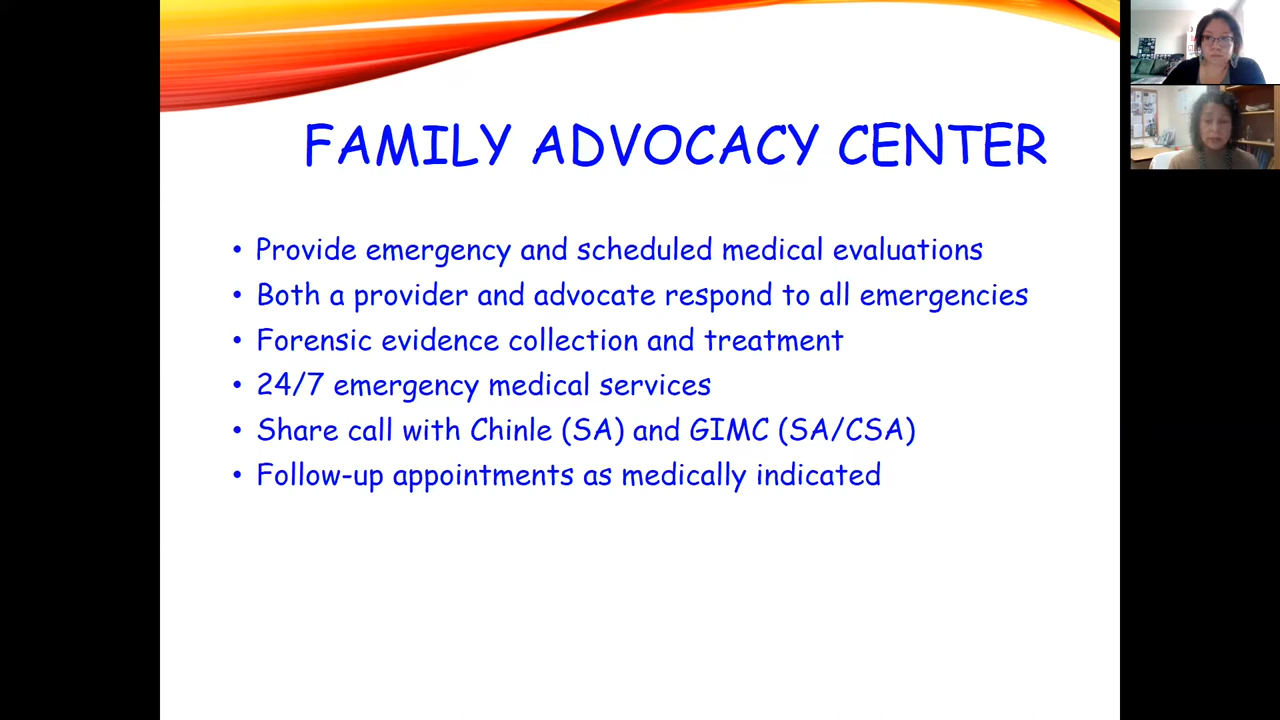 FAMILY ADVOCACY CENTER
• Provide emergency and scheduled medical evaluations
• Both a provider and advocate respond to all emergencies
• Forensic evidence collection and treatment
• 24/7 emergency medical services
• Share call with Chinle (SA) and GIMC (SA/CSA)
• Follow-up appointments as medically indicated